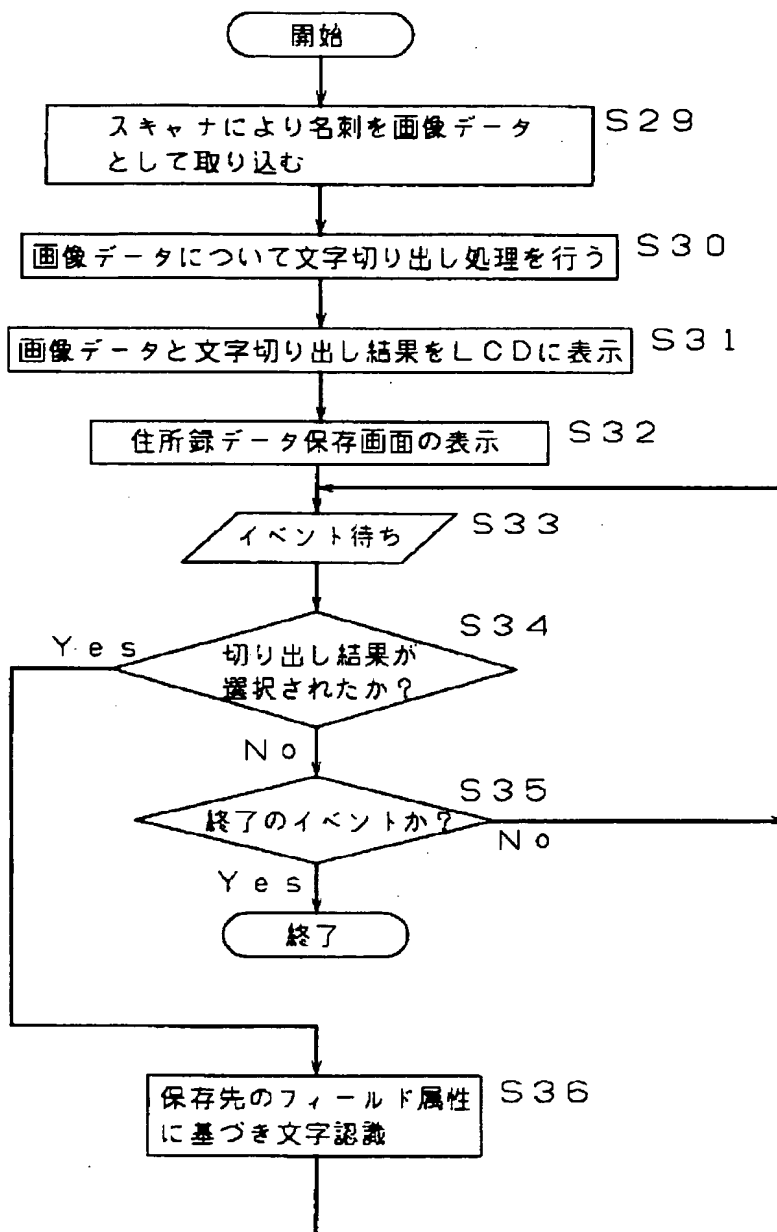 開始
スキャナにより名刺を画像データ
として取り込む
S29
画像データについて文字切り出し処理を行う
S30
画像データと文字切り出し結果をLCDに表示
S31
住所録データ保存画面の表示
S32
イベント待ち
S33
S34
Yes
切り出し結果が
選択されたか？
No
S35
終了のイベントか？
No
Yes
終了
保存先のフィールド属性
に基づき文字認識
S36